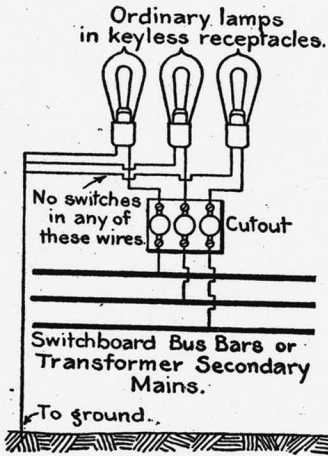 Ordinary lamps
in keyless receptacles.
No switches
in any of
these wires.
Cutout
Switchboard Bus Bars or
Transformer Secondary
Mains.
To ground.